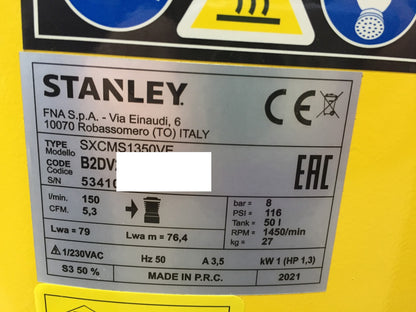 STANLEY
CE
FNA S.p.A. - Via Einaudi, 6
10070 Robassomero (TO) ITALY
TYPE SXCMS1350VE
Modello
CODE B2DV
Codice
S/N 5341
EAC
l/min. 150
CFM. 5,3
bar = 8
PSI = 116
Tank = 50 l
RPM = 1450/min
kg = 27
Lwa = 79 Lwa m = 76,4
1/230VAC Hz 50 A 3,5 kW 1 (HP 1,3)
S3 50 % MADE IN P.R.C. 2021